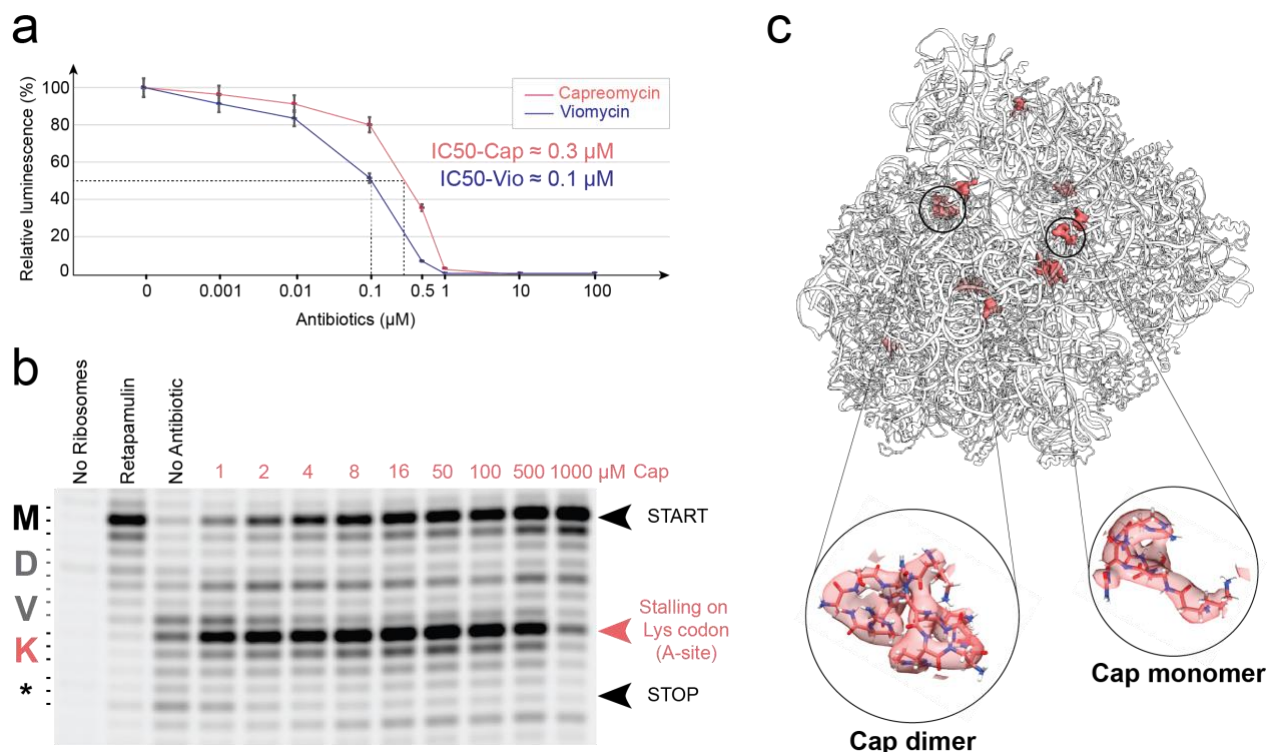 a
Relative luminescence (%)
100
80
60
40
20
0
Capreomycin
Viomycin
IC50-Cap ≈ 0.3 µM
IC50-Vio ≈ 0.1 µM
0 0.001 0.01 0.1 0.5 1 10 100
Antibiotics (µM)
b
No Ribosomes
Retapamulin
No Antibiotic
1 2 4 8 16 50 100 500 1000 µM Cap
M
D
V
K
*
START
Stalling on
Lys codon
(A-site)
STOP
c
Cap dimer
Cap monomer